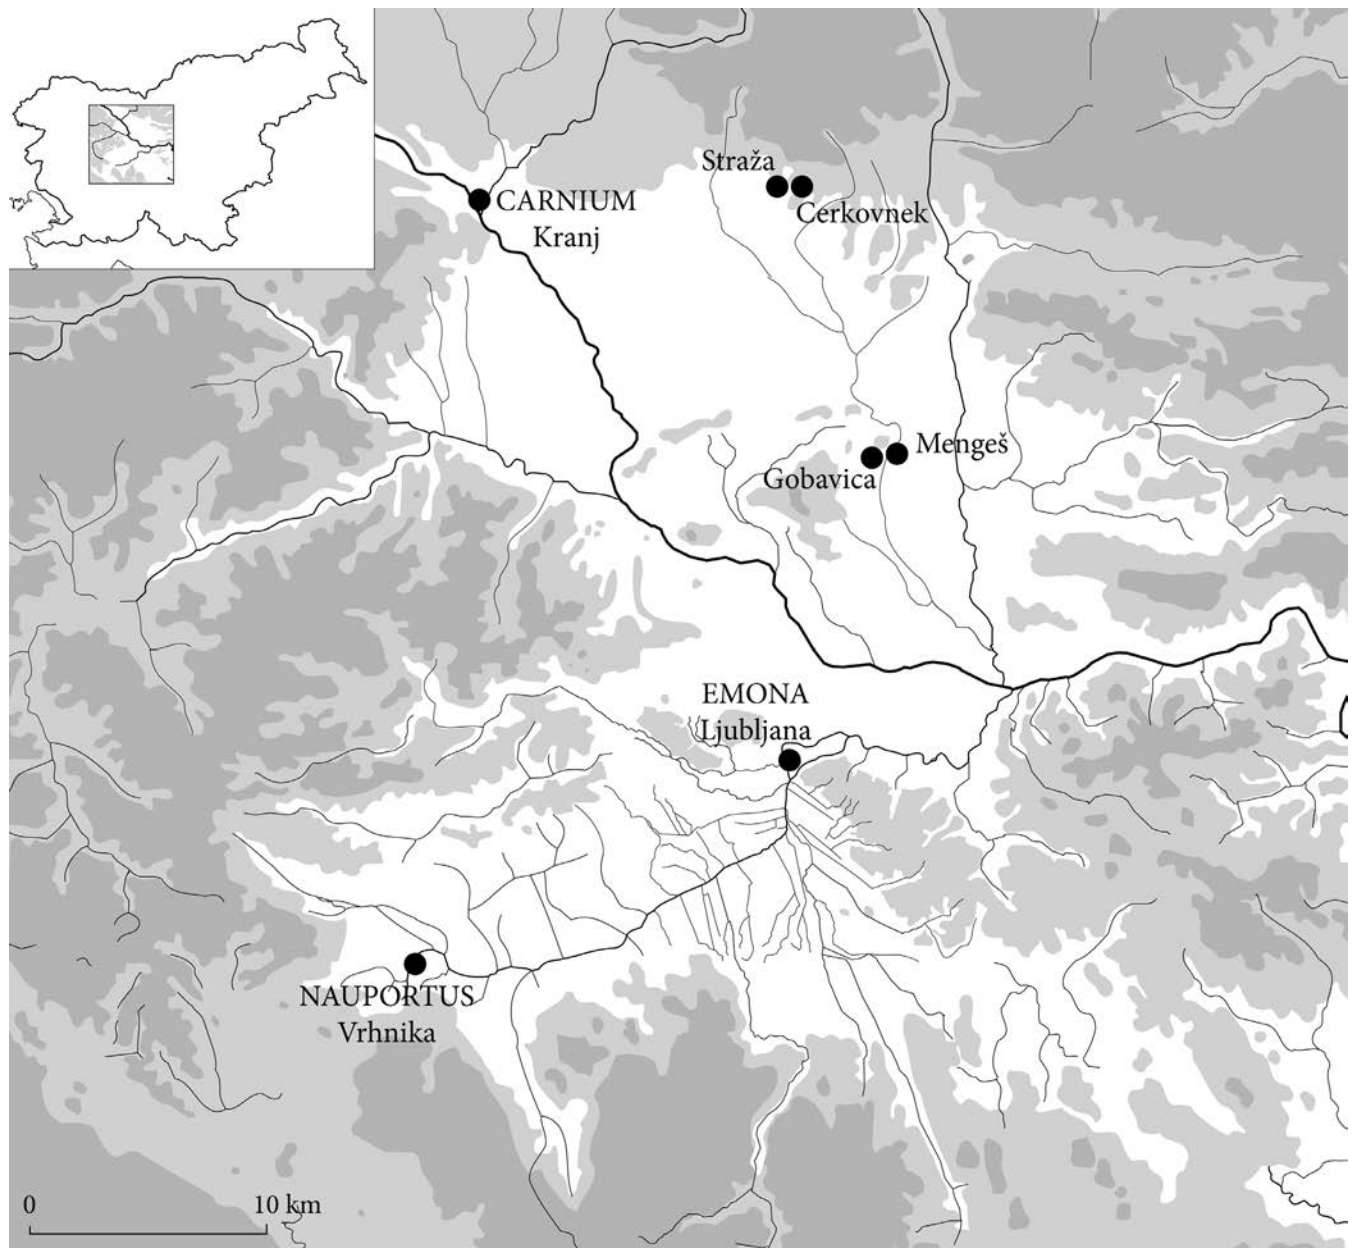 Straža
Cerkovnek
CARNIUM
Kranj
Mengeš
Gobavica
EMONA
Ljubljana
NAUPORTUS
Vrhnika
0 10 km